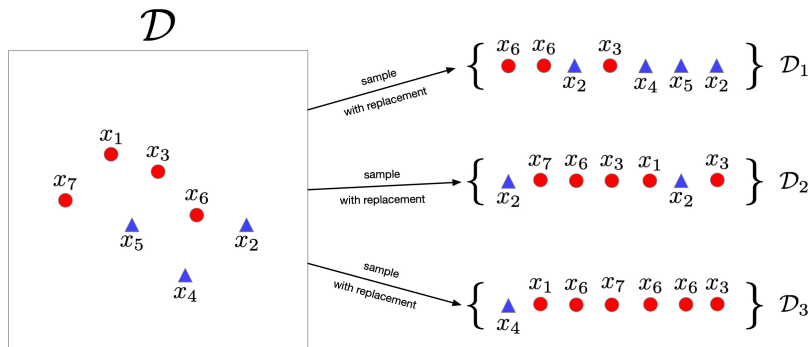 𝒟
x₁
x₃
x₇
x₆
x₅
x₂
x₄
sample
with replacement
{ x₆ x₆ x₂ x₃ x₄ x₅ x₂ } 𝒟₁
sample
with replacement
{ x₂ x₇ x₆ x₃ x₁ x₂ x₃ } 𝒟₂
sample
with replacement
{ x₄ x₁ x₆ x₇ x₆ x₆ x₃ } 𝒟₃